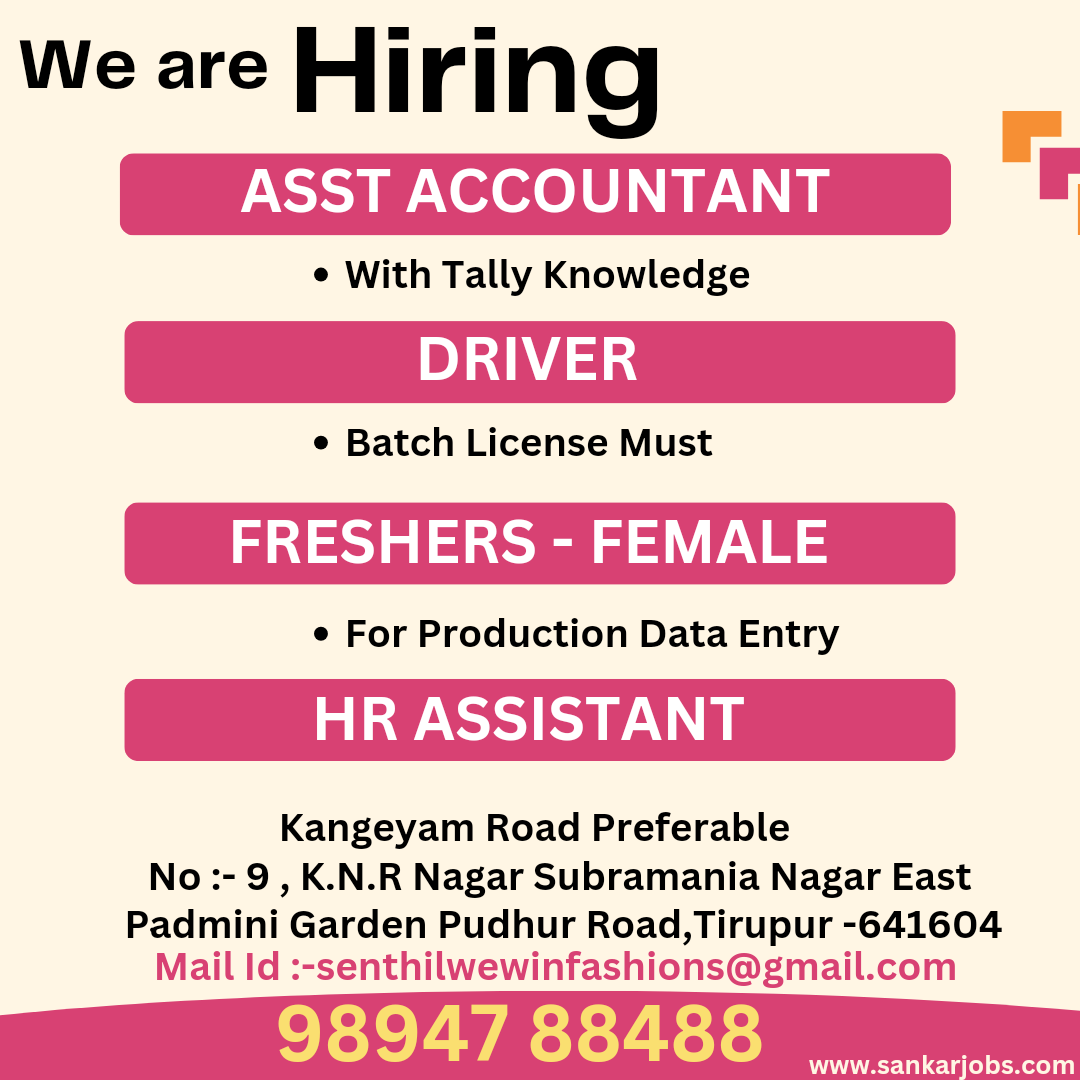 We are Hiring
ASST ACCOUNTANT
• With Tally Knowledge
DRIVER
• Batch License Must
FRESHERS - FEMALE
• For Production Data Entry
HR ASSISTANT
Kangeyam Road Preferable
No :- 9 , K.N.R Nagar Subramania Nagar East
Padmini Garden Pudhur Road,Tirupur -641604
Mail Id :-senthilwewinfashions@gmail.com
98947 88488
www.sankarjobs.com